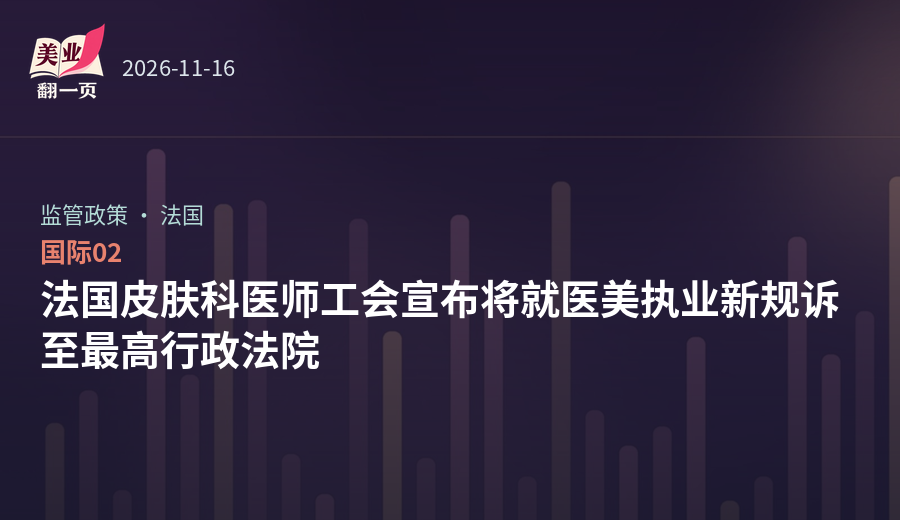 美业
翻一页
2026-11-16
监管政策 · 法国
国际02
法国皮肤科医师工会宣布将就医美执业新规诉
至最高行政法院